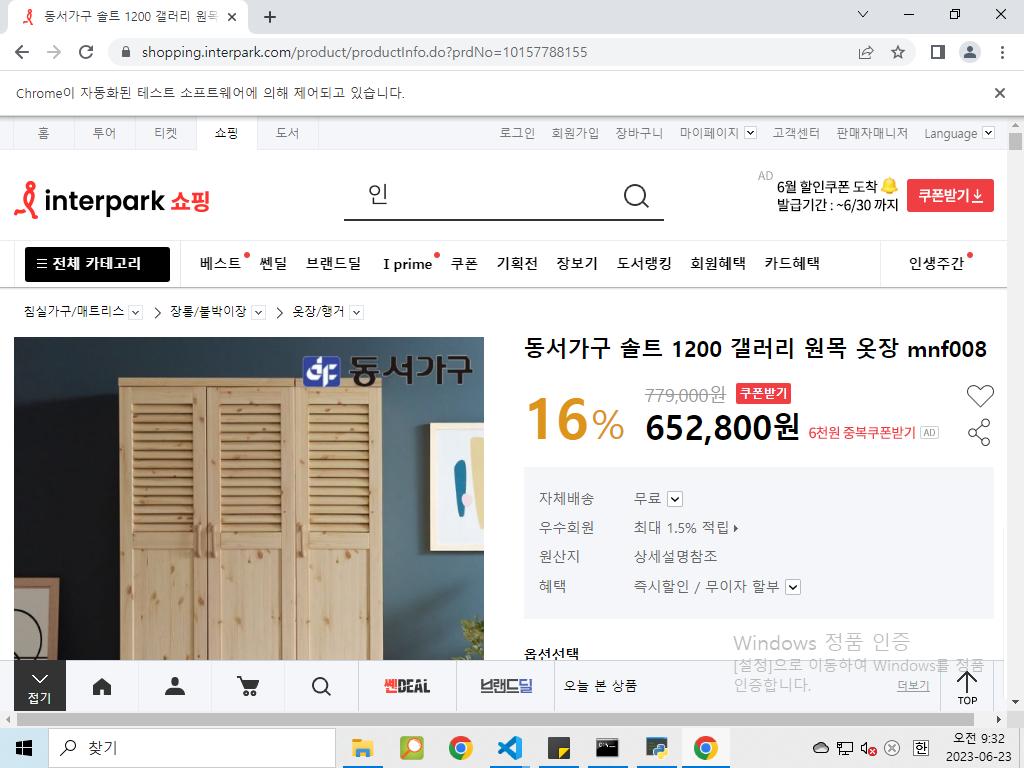 동서가구 솔트 1200 갤러리 원목
shopping.interpark.com/product/productInfo.do?prdNo=10157788155
Chrome이 자동화된 테스트 소프트웨어에 의해 제어되고 있습니다.
홈 투어 티켓 쇼핑 도서 로그인 회원가입 장바구니 마이페이지 고객센터 판매자매니저 Language
interpark 쇼핑
인
AD 6월 할인쿠폰 도착
발급기간 : ~6/30 까지
쿠폰받기
전체 카테고리 베스트 쎈딜 브랜드딜 I prime 쿠폰 기획전 장보기 도서랭킹 회원혜택 카드혜택 인생주간
침실가구/매트리스 장롱/붙박이장 옷장/행거
df 동서가구
동서가구 솔트 1200 갤러리 원목 옷장 mnf008
16% 779,000원 쿠폰받기
652,800원 6천원 중복쿠폰받기 AD
자체배송 무료
우수회원 최대 1.5% 적립
원산지 상세설명참조
혜택 즉시할인 / 무이자 할부
옵션선택
Windows 정품 인증
[설정]으로 이동하여 Windows를 정품
인증합니다.
접기 쎈DEAL 브랜드딜 오늘 본 상품 더보기 TOP
찾기
한
오전 9:32
2023-06-23